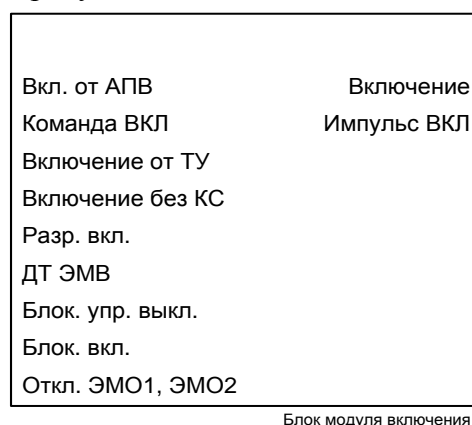 Вкл. от АПВ Включение
Команда ВКЛ Импульс ВКЛ
Включение от ТУ
Включение без КС
Разр. вкл.
ДТ ЭМВ
Блок. упр. выкл.
Блок. вкл.
Откл. ЭМО1, ЭМО2
Блок модуля включения